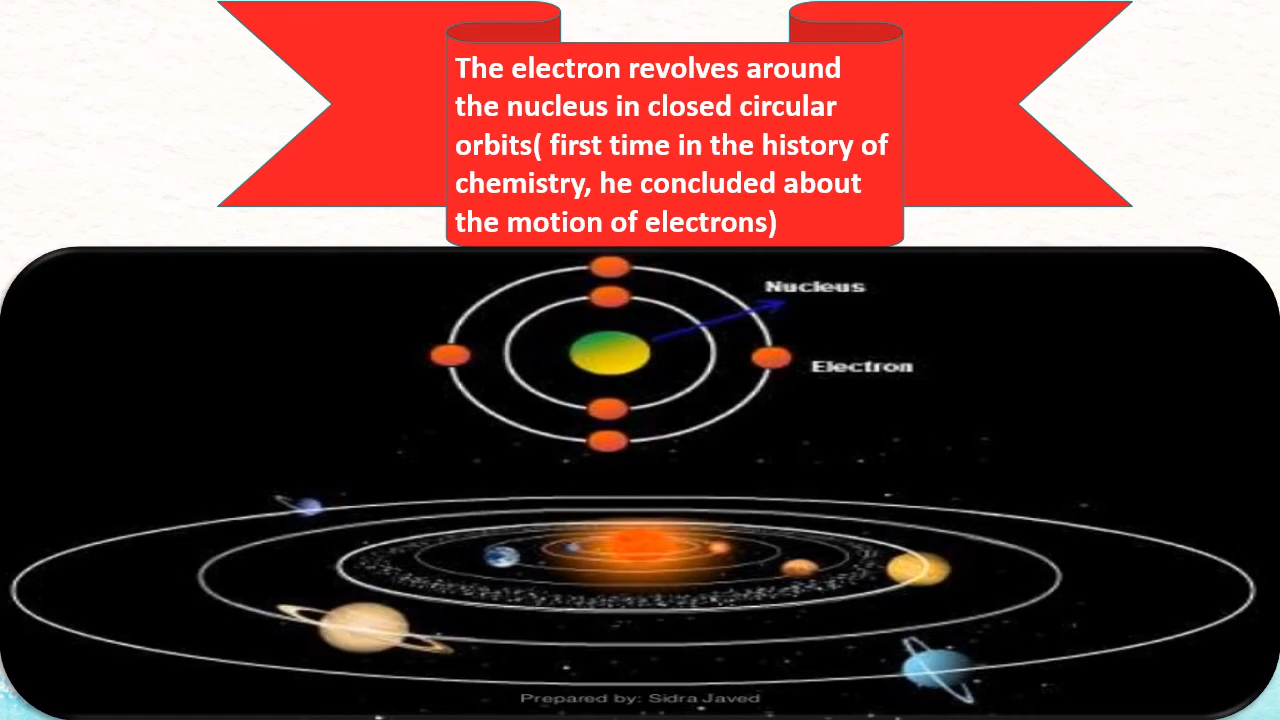 The electron revolves around
the nucleus in closed circular
orbits( first time in the history of
chemistry, he concluded about
the motion of electrons)
Nucleus
Electron
Prepared by: Sidra Javed